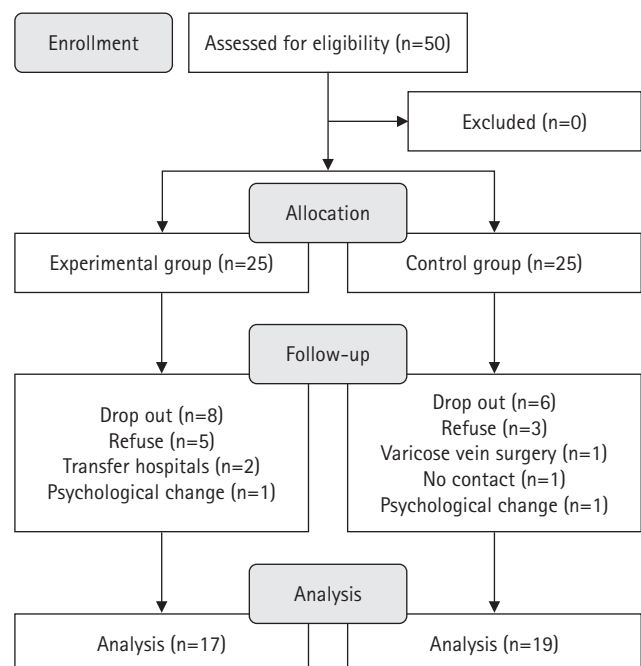 Enrollment
Assessed for eligibility (n=50)
Excluded (n=0)
Allocation
Experimental group (n=25)
Control group (n=25)
Follow-up
Drop out (n=8)
Refuse (n=5)
Transfer hospitals (n=2)
Psychological change (n=1)
Drop out (n=6)
Refuse (n=3)
Varicose vein surgery (n=1)
No contact (n=1)
Psychological change (n=1)
Analysis
Analysis (n=17)
Analysis (n=19)